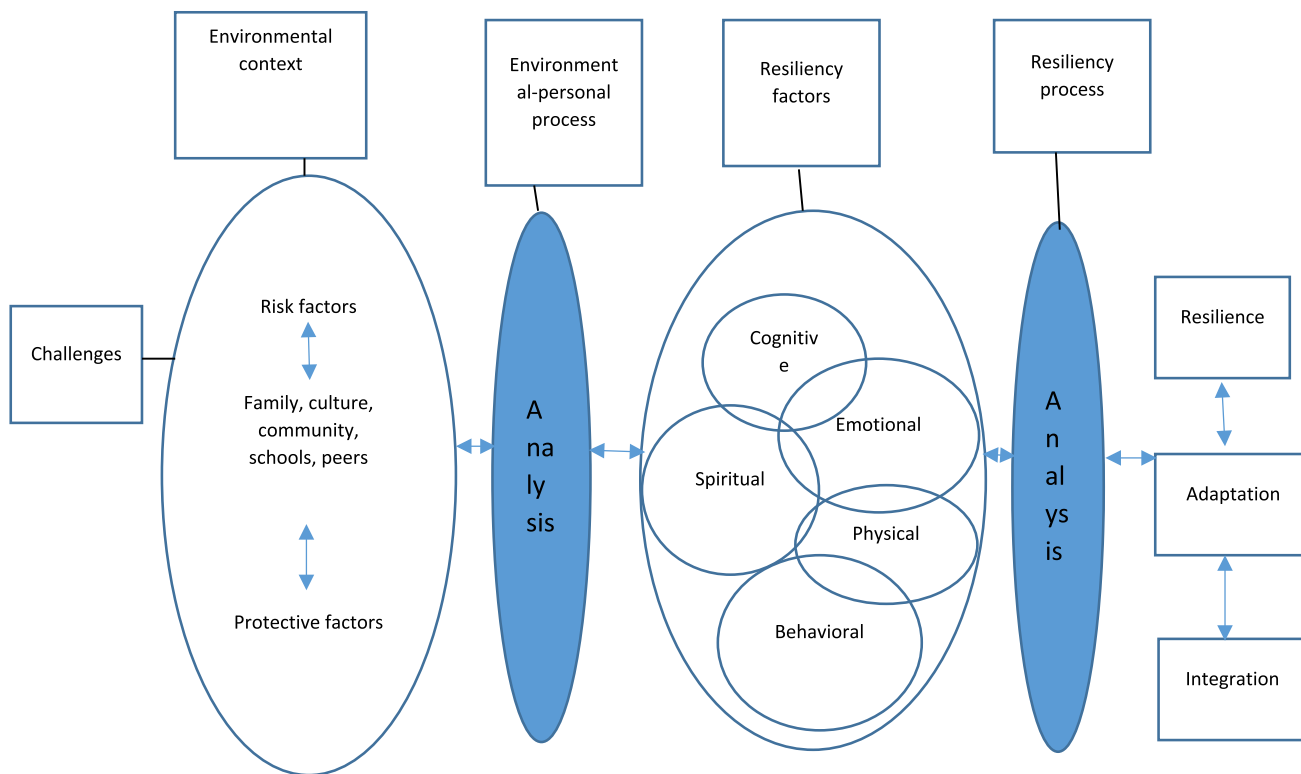 Environmental
context
Environment
al-personal
process
Resiliency
factors
Resiliency
process
Challenges
Risk factors
Family, culture,
community,
schools, peers
Protective factors
A
na
ly
sis
Cognitiv
e
Emotional
Spiritual
Physical
Behavioral
A
n
al
ys
is
Resilience
Adaptation
Integration